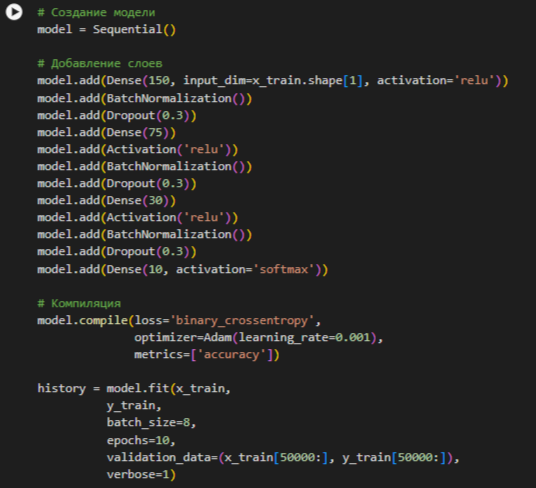 # Создание модели
model = Sequential()
# Добавление слоев
model.add(Dense(150, input_dim=x_train.shape[1], activation='relu'))
model.add(BatchNormalization())
model.add(Dropout(0.3))
model.add(Dense(75))
model.add(Activation('relu'))
model.add(BatchNormalization())
model.add(Dropout(0.3))
model.add(Dense(30))
model.add(Activation('relu'))
model.add(BatchNormalization())
model.add(Dropout(0.3))
model.add(Dense(10, activation='softmax'))
# Компиляция
model.compile(loss='binary_crossentropy',
optimizer=Adam(learning_rate=0.001),
metrics=['accuracy'])
history = model.fit(x_train,
y_train,
batch_size=8,
epochs=10,
validation_data=(x_train[50000:], y_train[50000:]),
verbose=1)